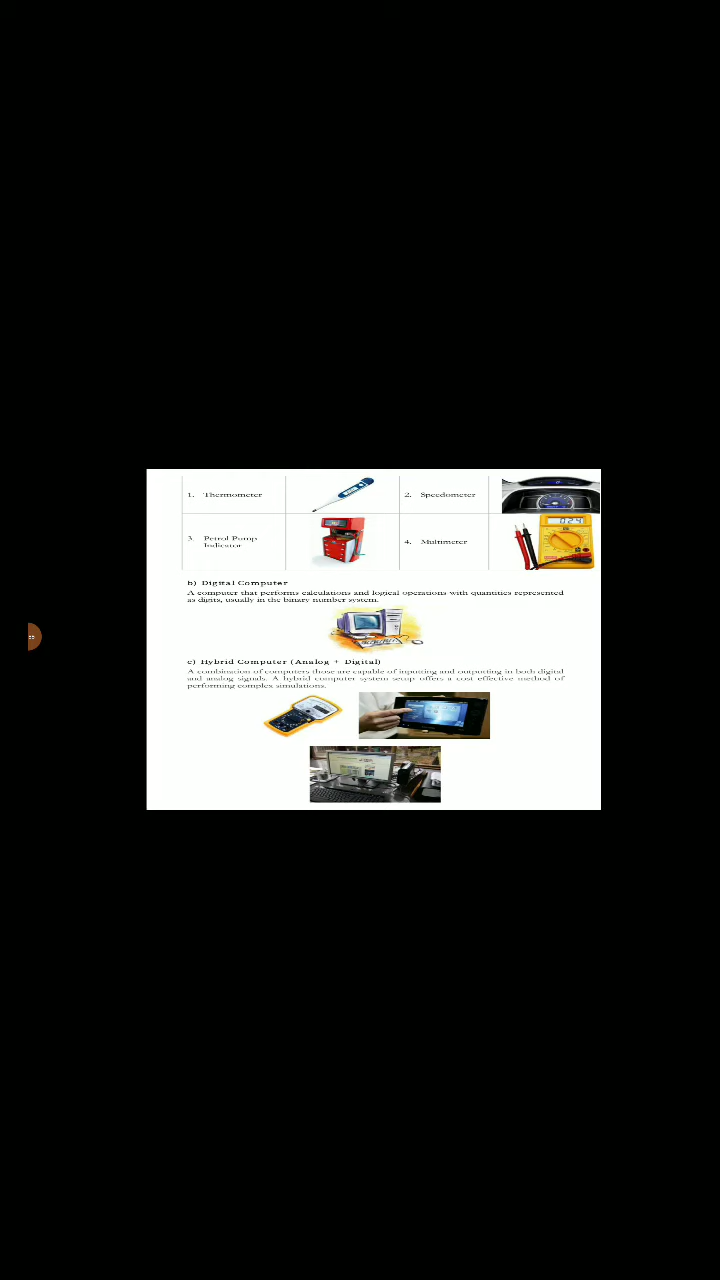 1. Thermometer
2. Speedometer
3. Petrol Pump
Indicator
4. Multimeter
b) Digital Computer
A computer that performs calculations and logical operations with quantities represented
as digits, usually in the binary number system.
c) Hybrid Computer (Analog + Digital)
A combination of computers those are capable of inputting and outputting in both digital
and analog signals. A hybrid computer system setup offers a cost effective method of
performing complex simulations.